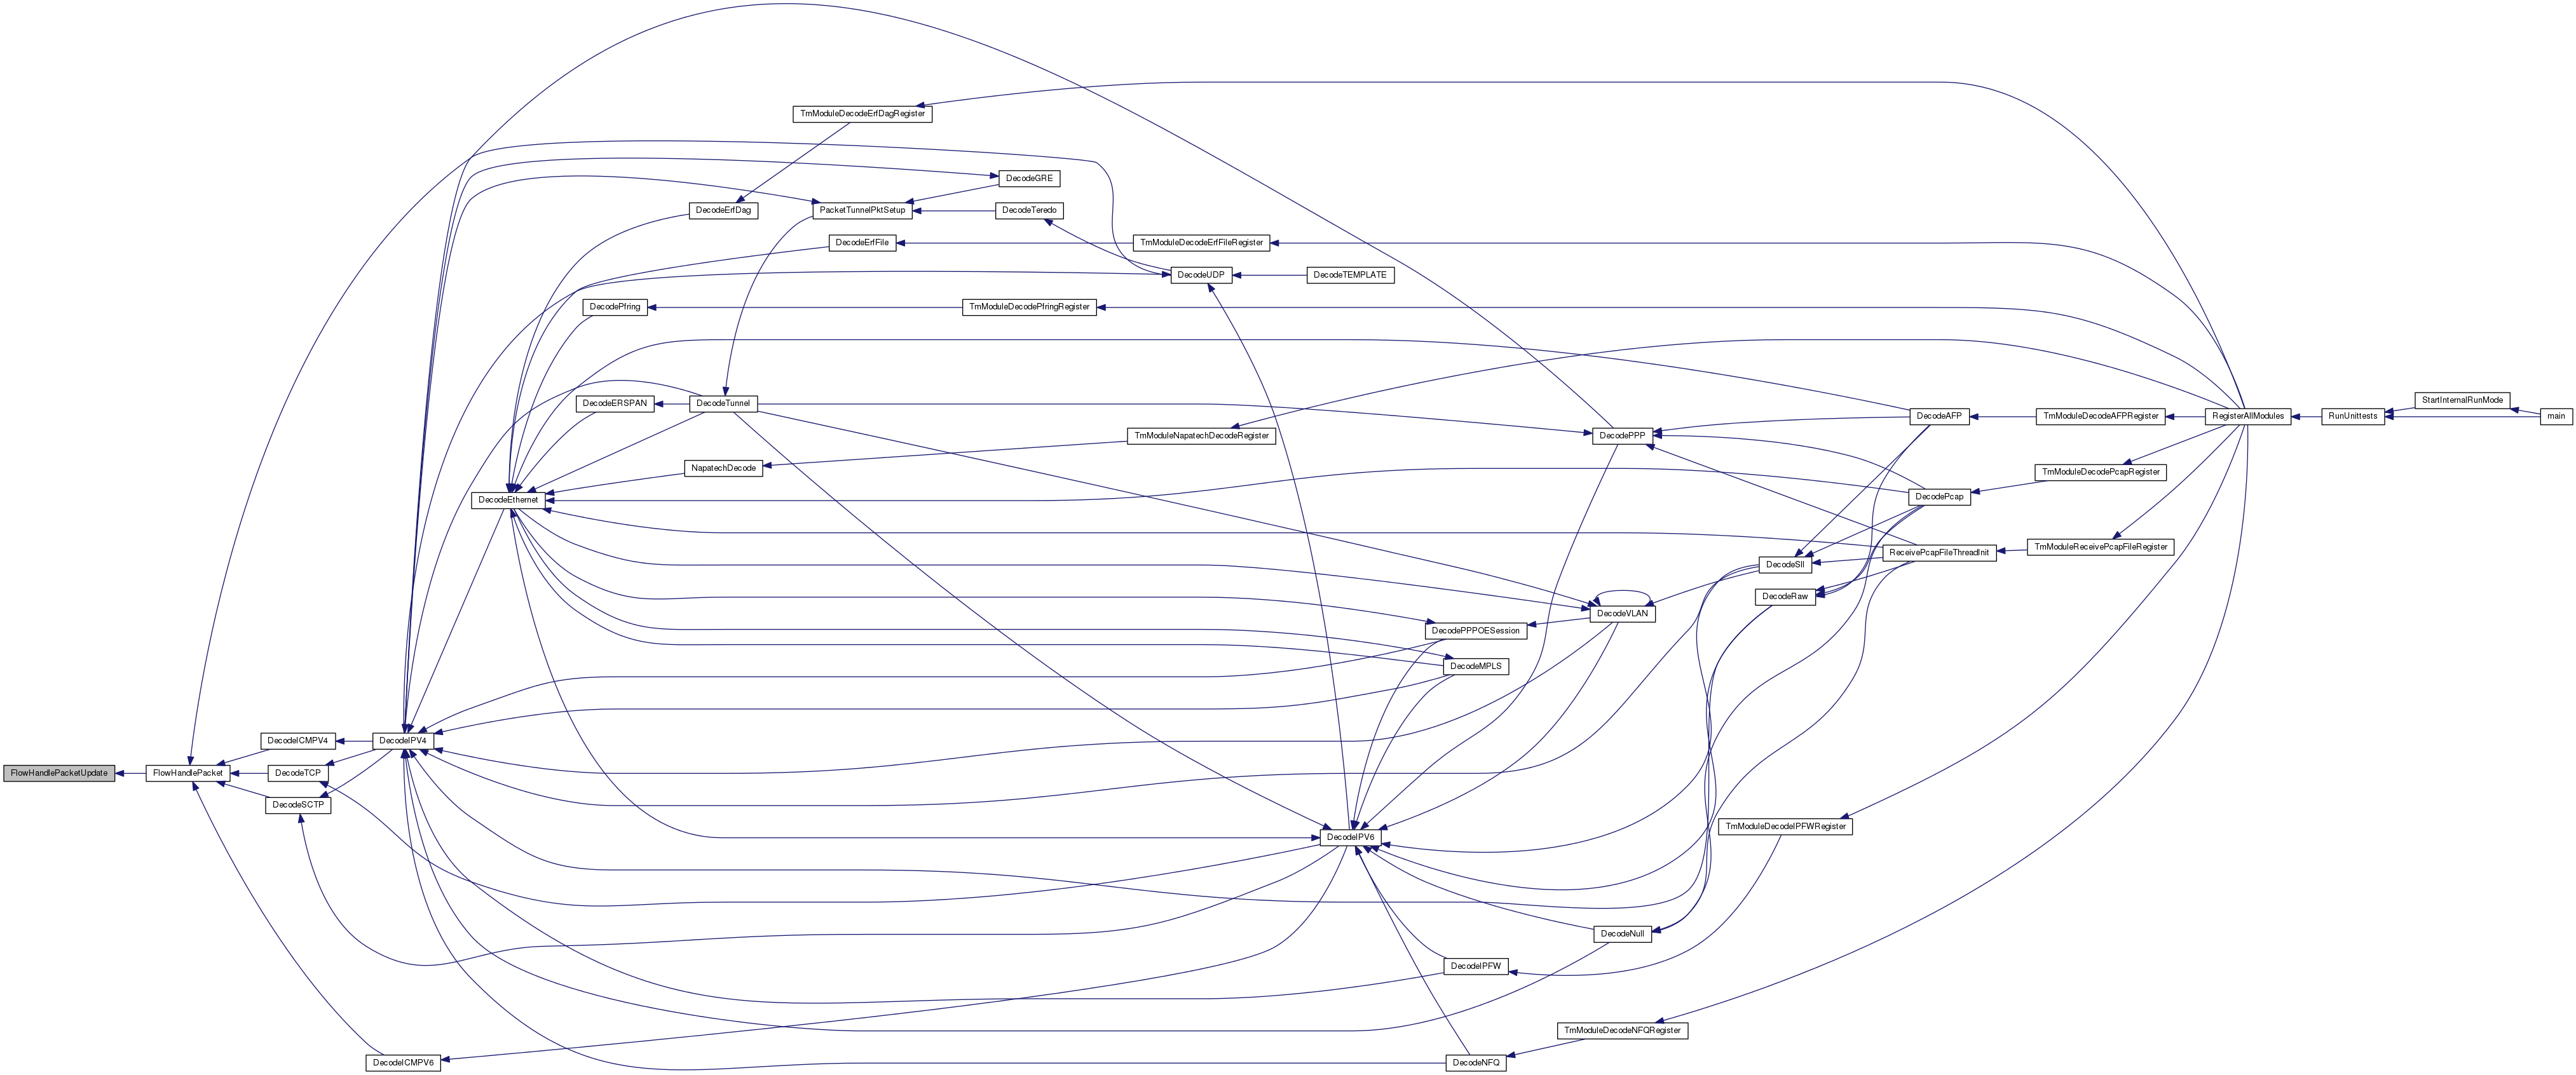 TmModuleDecodeErfDagRegister
DecodeGRE
DecodeErfDag
PacketTunnelPktSetup
DecodeTeredo
DecodeErfFile
TmModuleDecodeErfFileRegister
DecodeUDP
DecodeTEMPLATE
DecodePfring
TmModuleDecodePfringRegister
DecodeERSPAN
DecodeTunnel
StartInternalRunMode
DecodeAFP
TmModuleDecodeAFPRegister
RegisterAllModules
RunUnittests
main
TmModuleNapatechDecodeRegister
DecodePPP
NapatechDecode
TmModuleDecodePcapRegister
DecodeEthernet
DecodePcap
TmModuleReceivePcapFileRegister
ReceivePcapFileThreadInit
DecodeSll
DecodeRaw
DecodeVLAN
DecodePPPOESession
DecodeMPLS
DecodeICMPV4
DecodeIPV4
FlowHandlePacketUpdate
FlowHandlePacket
DecodeTCP
DecodeSCTP
TmModuleDecodeIPFWRegister
DecodeIPV6
DecodeNull
DecodeIPFW
TmModuleDecodeNFQRegister
DecodeICMPV6
DecodeNFQ